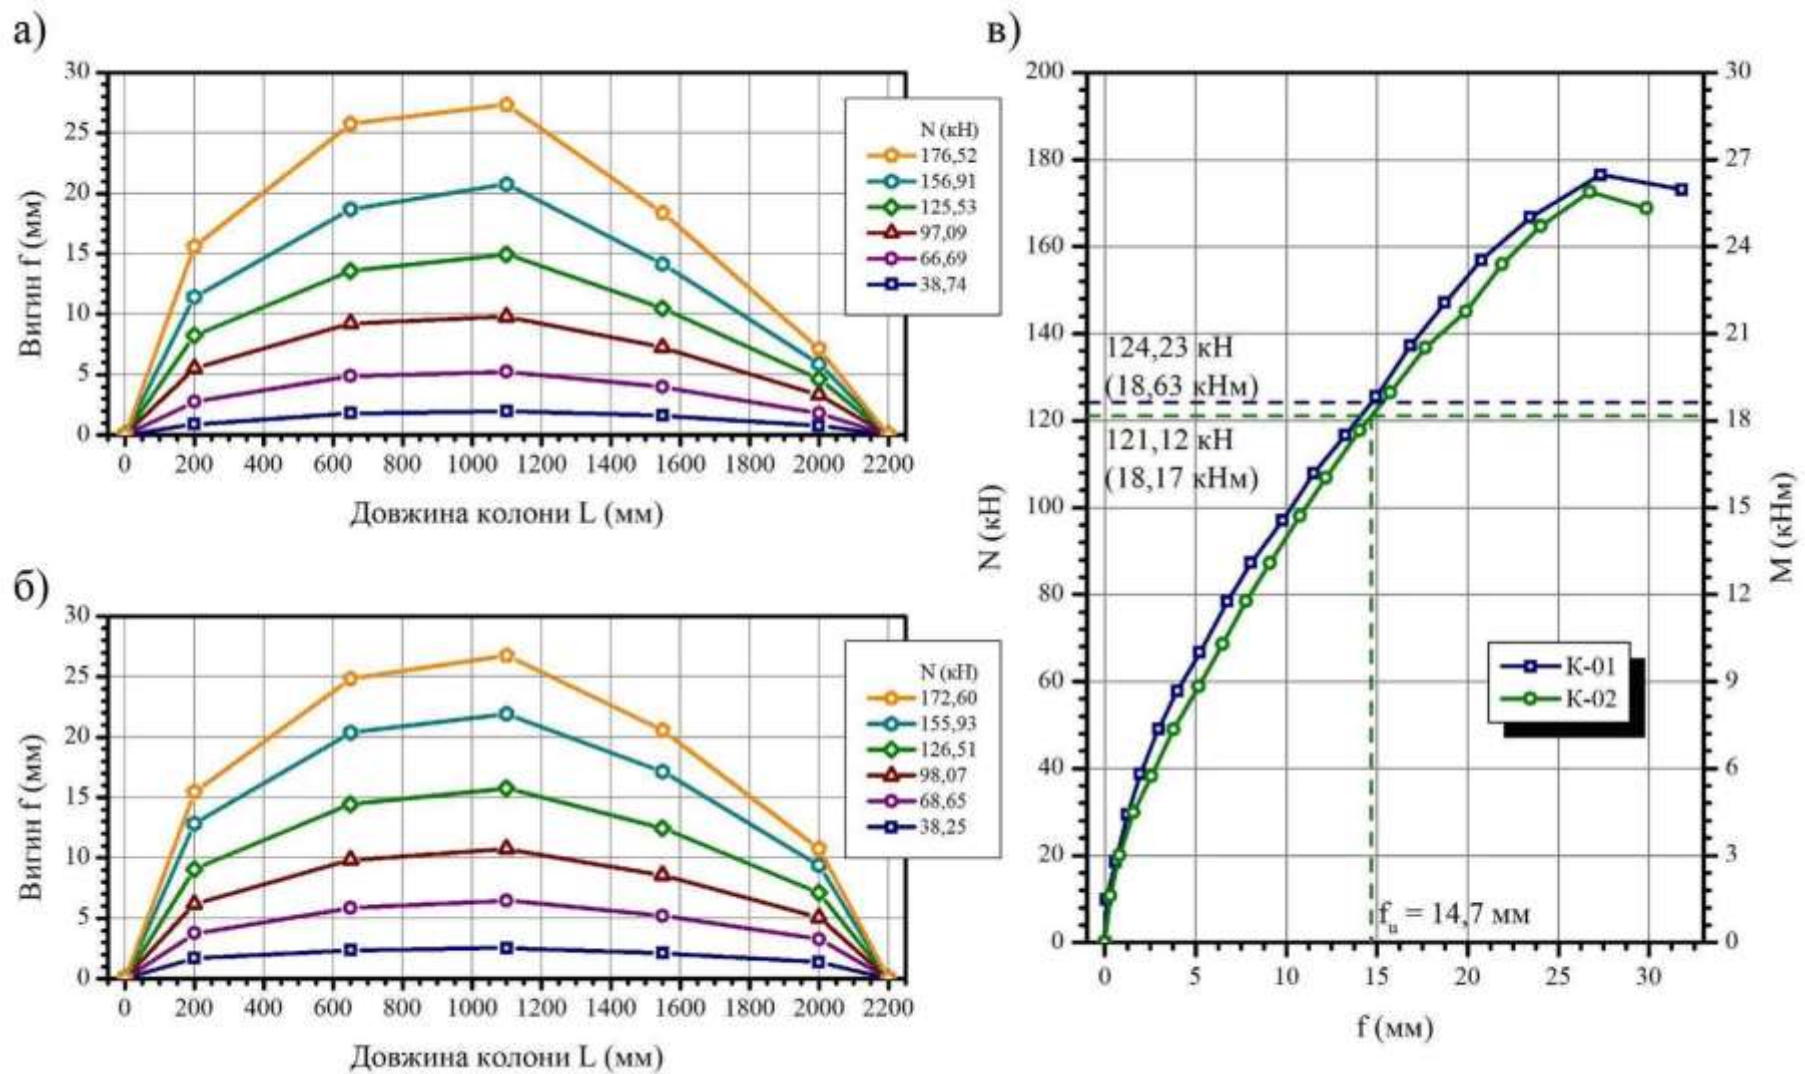 а)
30
25
20
15
10
5
0
Вигин f (мм)
0 200 400 600 800 1000 1200 1400 1600 1800 2000 2200
Довжина колони L (мм)
N (кН)
176,52
156,91
125,53
97,09
66,69
38,74
б)
30
25
20
15
10
5
0
Вигин f (мм)
0 200 400 600 800 1000 1200 1400 1600 1800 2000 2200
Довжина колони L (мм)
N (кН)
172,60
155,93
126,51
98,07
68,65
38,25
в)
200
180
160
140
120
100
80
60
40
20
0
N (кН)
124,23 кН
(18,63 кНм)
121,12 кН
(18,17 кНм)
K-01
K-02
fu = 14,7 мм
0 5 10 15 20 25 30
f (мм)
30
27
24
21
18
15
12
9
6
3
0
M (кНм)